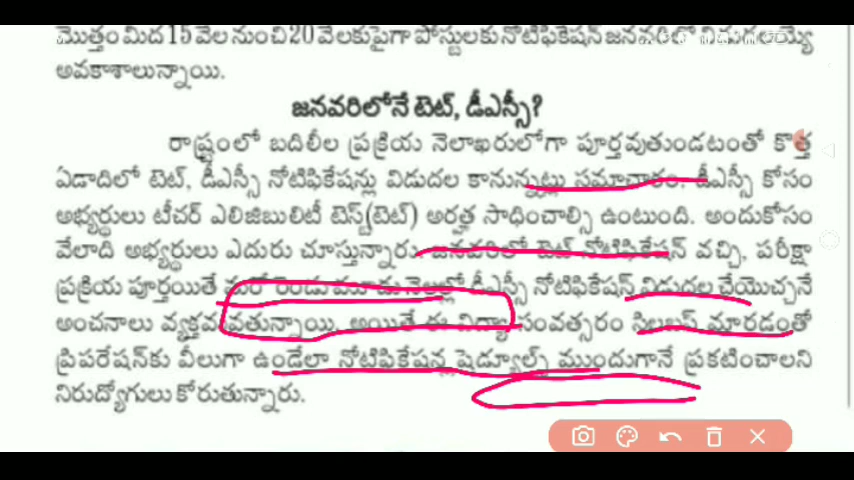 మొత్తంమీద 15 వేల నుంచి 20 వేలకుపైగా పోస్టులకు నోటిఫికేషన్ జనవరిలో విడుదలయ్యే
అవకాశాలున్నాయి.
జనవరిలోనే టెట్, డీఎస్సీ?
రాష్ట్రంలో బదిలీల ప్రక్రియ నెలాఖరులోగా పూర్తవుతుండటంతో కొత్త
ఏడాదిలో టెట్, డీఎస్సీ నోటిఫికేషన్లు విడుదల కానున్నట్లు సమాచారం. డీఎస్సీ కోసం
అభ్యర్థులు టీచర్ ఎలిజిబులిటీ టెస్ట్(టెట్) అర్హత సాధించాల్సి ఉంటుంది. అందుకోసం
వేలాది అభ్యర్థులు ఎదురు చూస్తున్నారు. జనవరిలో టెట్ నోటిఫికేషన్ వచ్చి, పరీక్షా
ప్రక్రియ పూర్తయితే మరో రెండు మూడు నెలల్లో డీఎస్సీ నోటిఫికేషన్ విడుదల చేయొచ్చనే
అంచనాలు వ్యక్తమవుతున్నాయి. అయితే ఈ విద్యా సంవత్సరం సిలబస్ మారడంతో
ప్రిపరేషన్‌కు వీలుగా ఉండేలా నోటిఫికేషన్ల షెడ్యూల్స్ ముందుగానే ప్రకటించాలని
నిరుద్యోగులు కోరుతున్నారు.